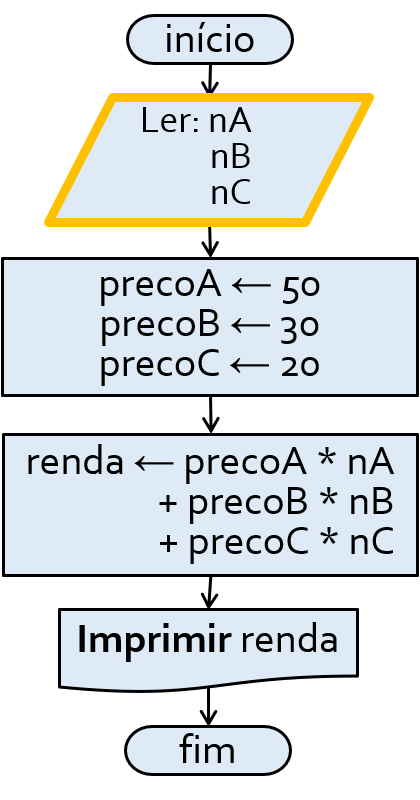 início
Ler: nA
nB
nC
precoA ← 50
precoB ← 30
precoC ← 20
renda ← precoA * nA
+ precoB * nB
+ precoC * nC
Imprimir renda
fim